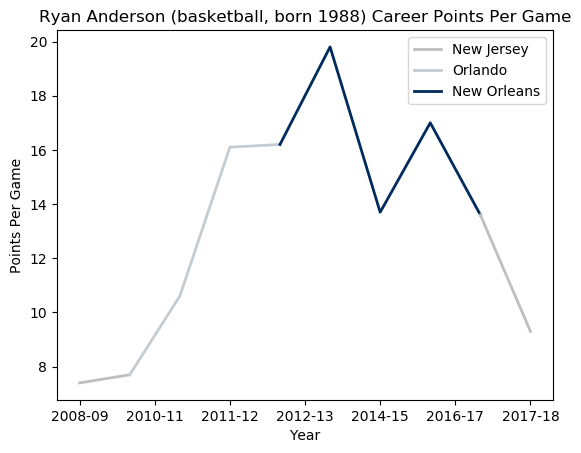 Ryan Anderson (basketball, born 1988) Career Points Per Game
New Jersey
Orlando
New Orleans
Points Per Game
20
18
16
14
12
10
8
2008-09 2010-11 2011-12 2012-13 2014-15 2016-17 2017-18
Year